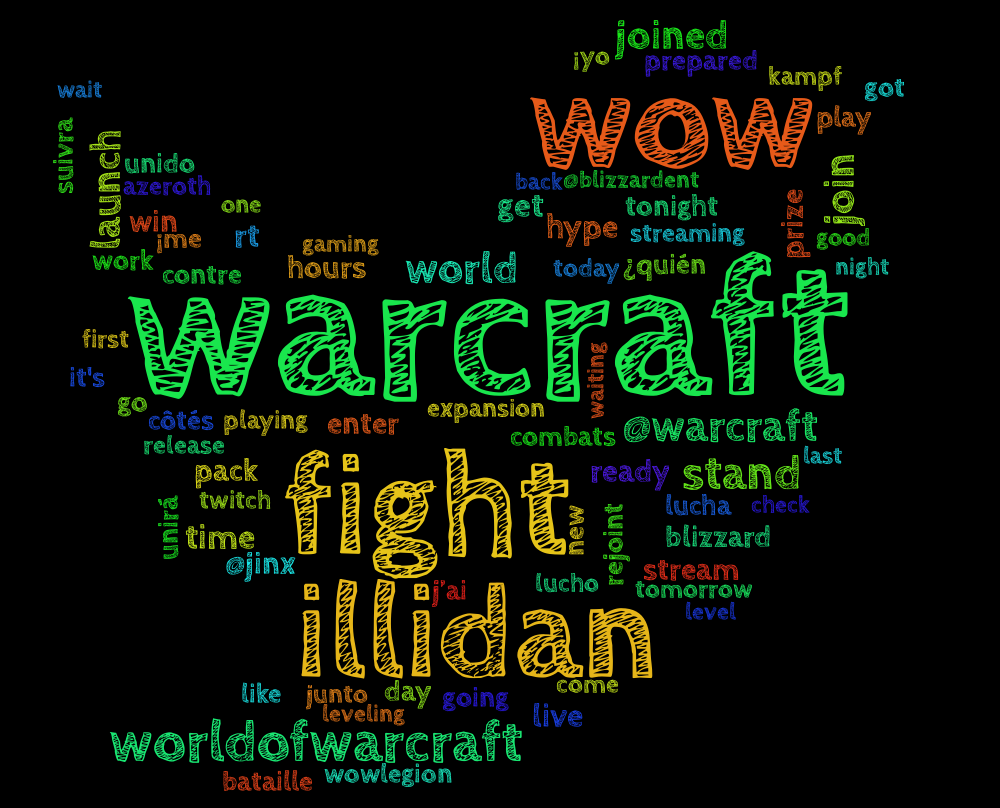 joined
¡yo
prepared
wait
kampf
got
wow
play
suivra
launch
unido
azeroth
back
@blizzardent
join
one
get
tonight
prize
win
¡me
rt
hype
streaming
good
gaming
work
contre
hours
world
today
¿quién
night
warcraft
first
waiting
it's
go
côtés
playing
enter
expansion
combats
@warcraft
release
last
fight
pack
ready
stand
twitch
lucha
check
unirá
time
new
rejoint
blizzard
@jinx
stream
j'ai
lucho
tomorrow
illidan
level
like
junto
day
going
come
leveling
live
worldofwarcraft
bataille
wowlegion